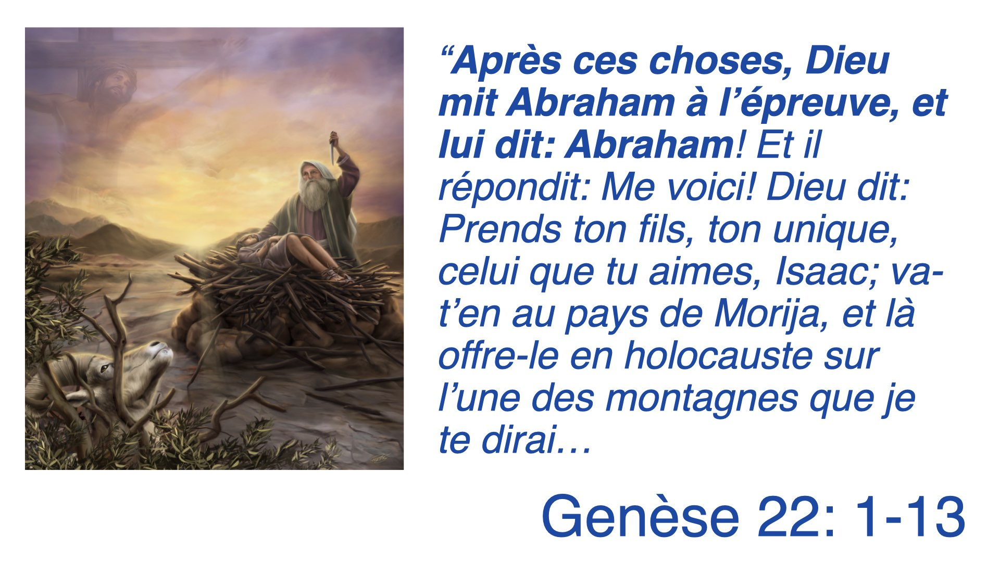 “Après ces choses, Dieu
mit Abraham à l’épreuve, et
lui dit: Abraham! Et il
répondit: Me voici! Dieu dit:
Prends ton fils, ton unique,
celui que tu aimes, Isaac; va-
t’en au pays de Morija, et là
offre-le en holocauste sur
l’une des montagnes que je
te dirai…
Genèse 22: 1-13